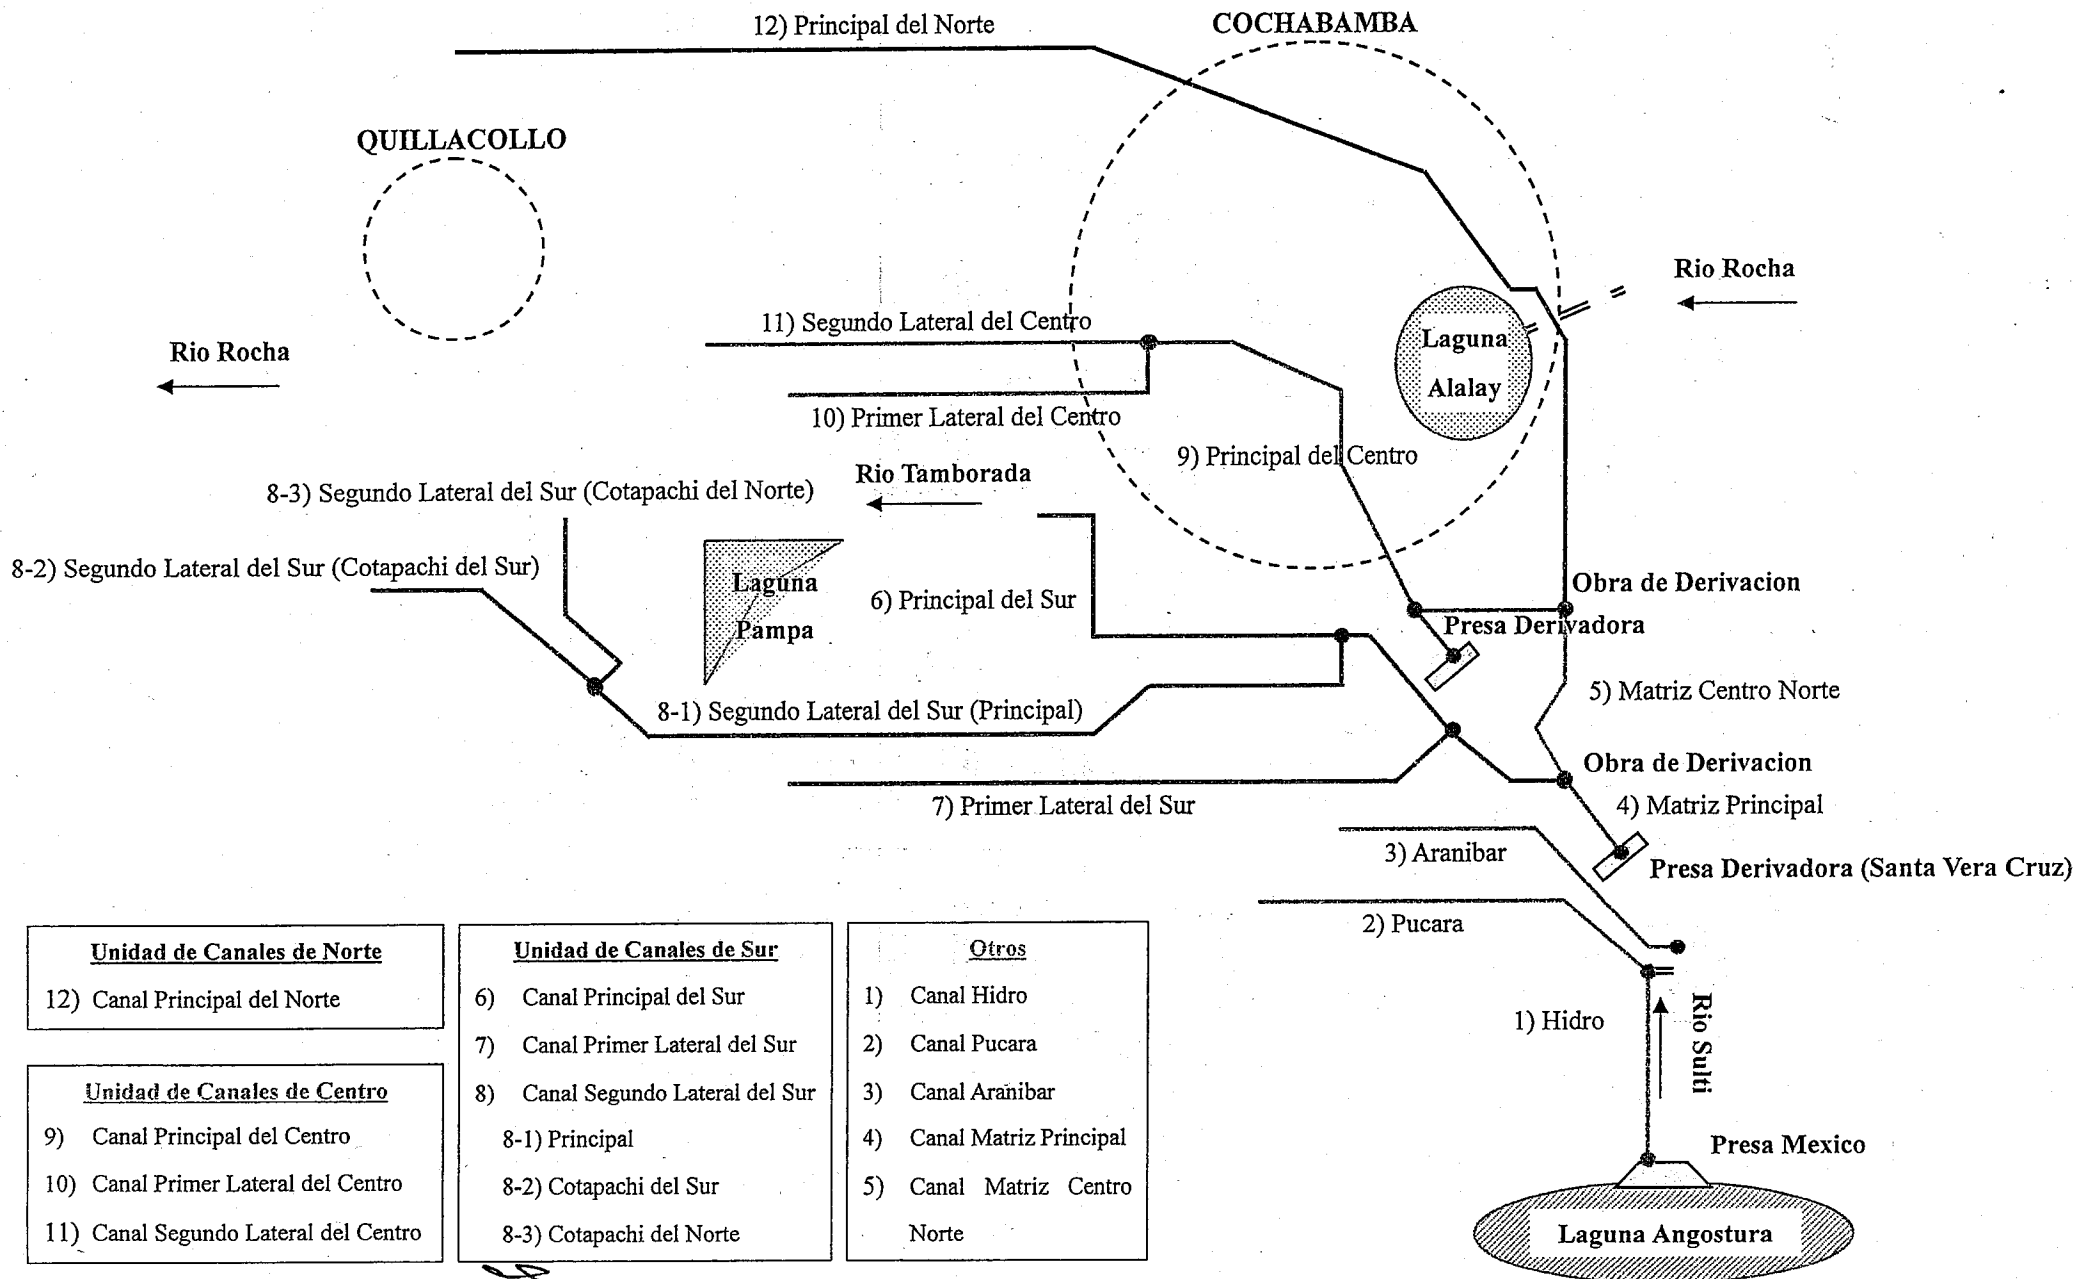 12) Principal del Norte
COCHABAMBA
QUILLACOLLO
Rio Rocha
11) Segundo Lateral del Centro
Rio Rocha
Laguna
Alalay
10) Primer Lateral del Centro
9) Principal del Centro
Rio Tamborada
8-3) Segundo Lateral del Sur (Cotapachi del Norte)
8-2) Segundo Lateral del Sur (Cotapachi del Sur)
Laguna
Pampa
6) Principal del Sur
Obra de Derivacion
Presa Derivadora
5) Matriz Centro Norte
8-1) Segundo Lateral del Sur (Principal)
Obra de Derivacion
7) Primer Lateral del Sur
4) Matriz Principal
3) Aranibar
Presa Derivadora (Santa Vera Cruz)
2) Pucara
1) Hidro
Rio Sulti
Presa Mexico
Laguna Angostura
Unidad de Canales de Norte
12) Canal Principal del Norte
Unidad de Canales de Centro
9) Canal Principal del Centro
10) Canal Primer Lateral del Centro
11) Canal Segundo Lateral del Centro
Unidad de Canales de Sur
6) Canal Principal del Sur
7) Canal Primer Lateral del Sur
8) Canal Segundo Lateral del Sur
8-1) Principal
8-2) Cotapachi del Sur
8-3) Cotapachi del Norte
Otros
1) Canal Hidro
2) Canal Pucara
3) Canal Aranibar
4) Canal Matriz Principal
5) Canal Matriz Centro
Norte